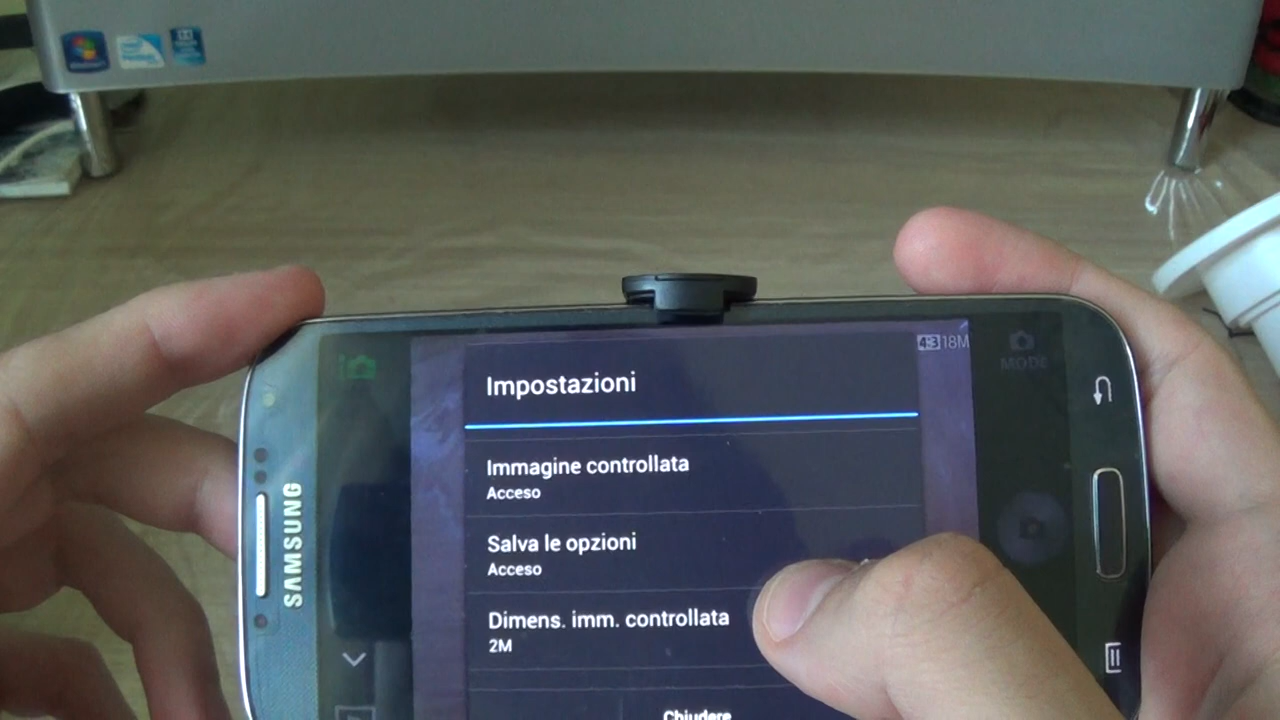 4:3 18M
MODE
Impostazioni
Immagine controllata
Acceso
Salva le opzioni
Acceso
Dimens. imm. controllata
2M
Chiudere
SAMSUNG